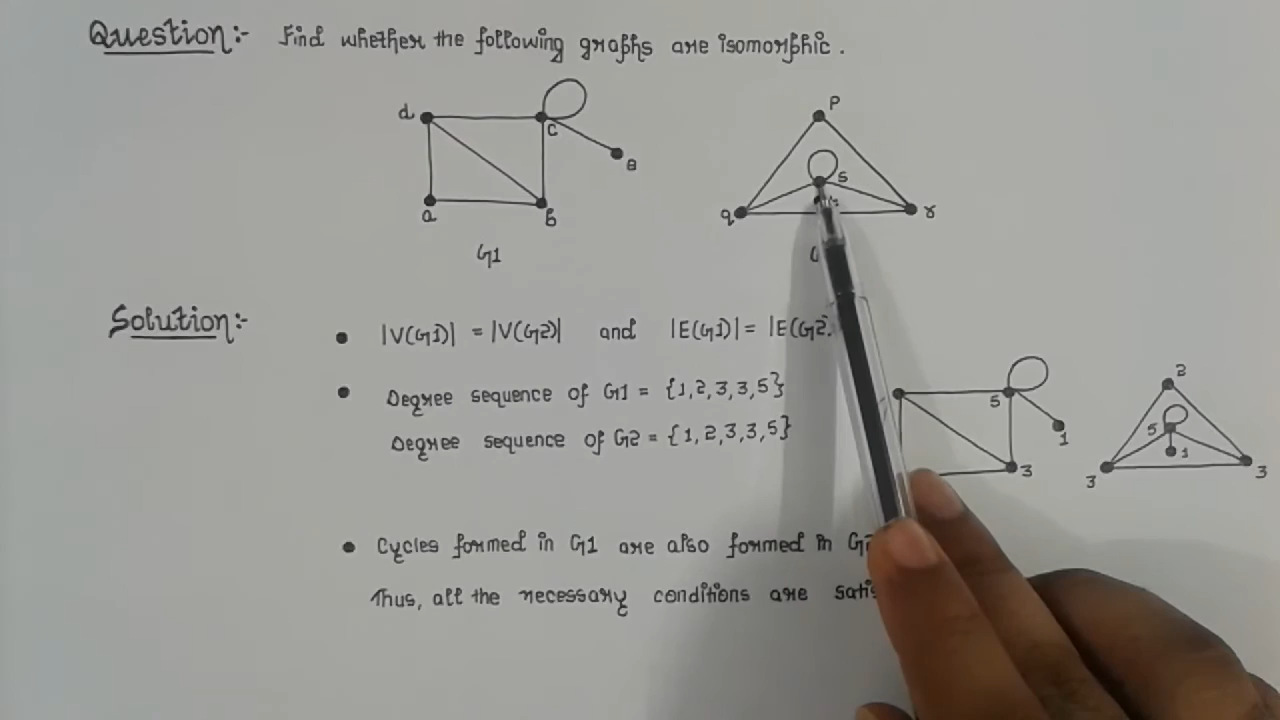 Question:- Find whether the following graphs are isomorphic.
d c e a b G1
p s q r
Solution:-
• |V(G1)| = |V(G2)| and |E(G1)| = |E(G2)
• Degree sequence of G1 = {1,2,3,3,5}
Degree sequence of G2 = {1,2,3,3,5}
5 1 3
2 5 1 3 3
• Cycles formed in G1 are also formed in G2
Thus, all the necessary conditions are